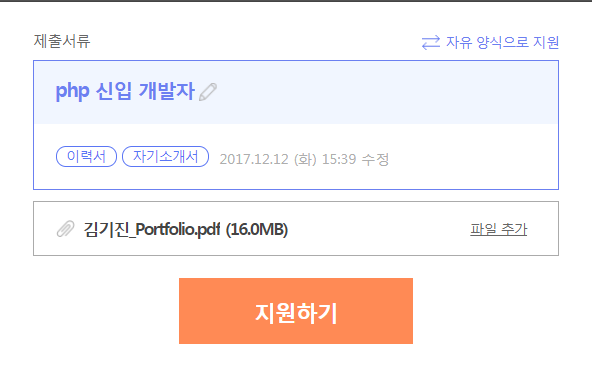 제출서류
자유 양식으로 지원
php 신입 개발자
이력서 자기소개서 2017.12.12 (화) 15:39 수정
김기진_Portfolio.pdf (16.0MB) 파일 추가
지원하기